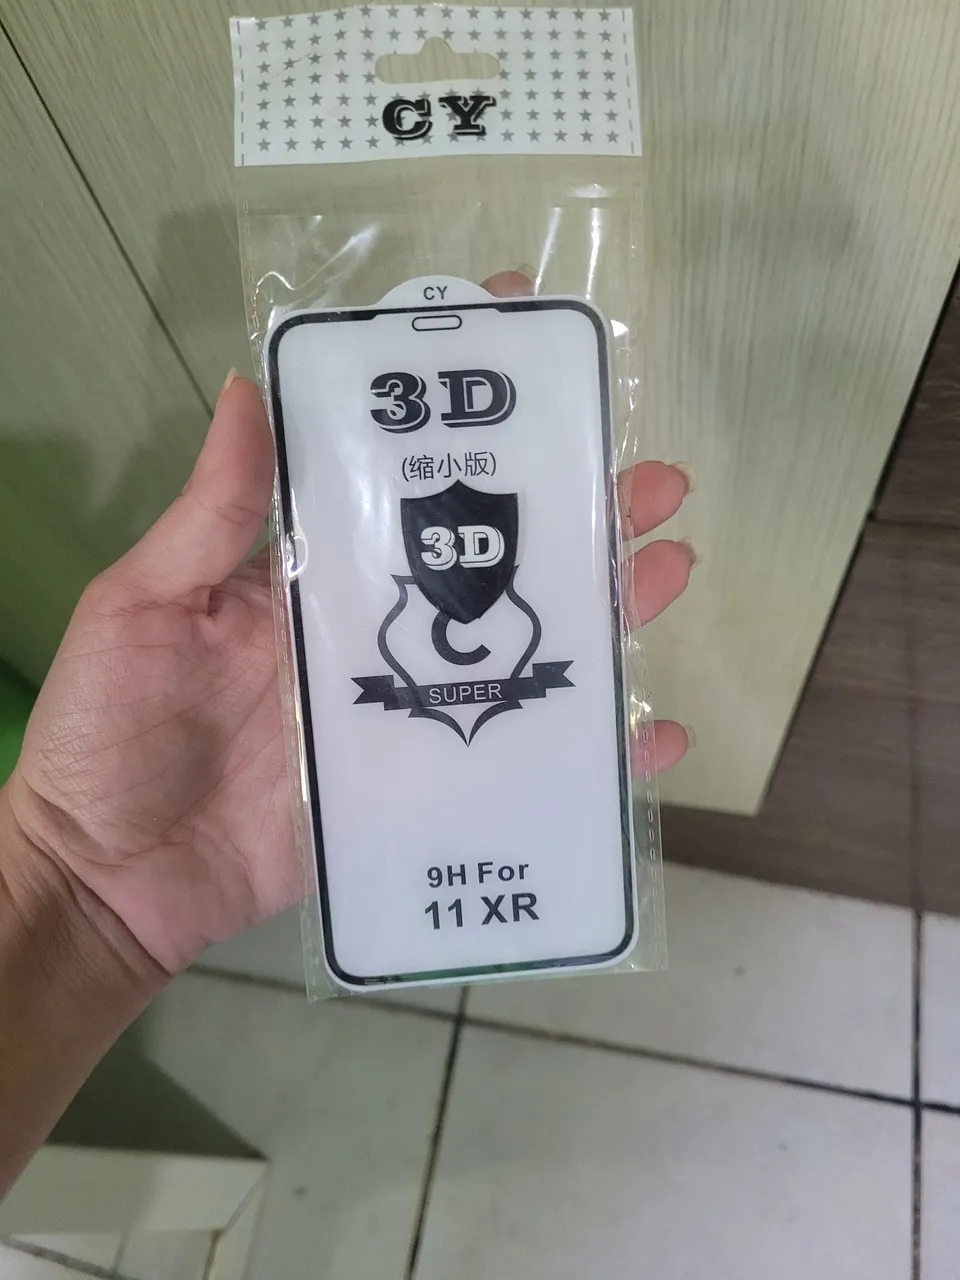 CY
CY
3D
(缩小版)
3D
C
SUPER
9H For
11 XR